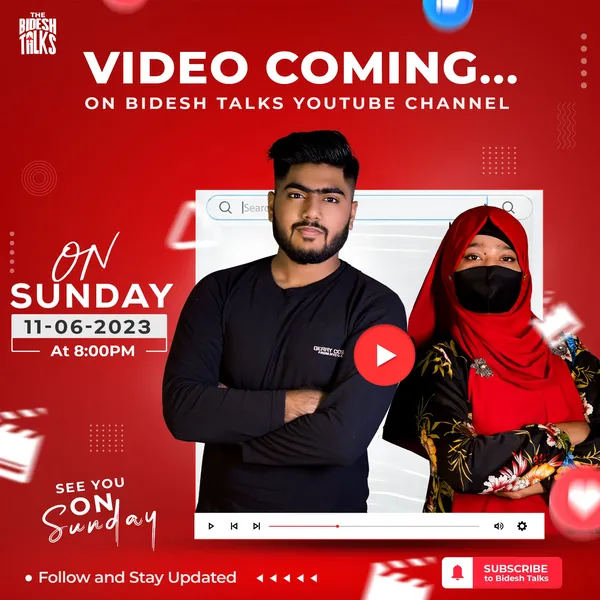 THE
BIDESH
TALKS
VIDEO COMING...
ON BIDESH TALKS YOUTUBE CHANNEL
Sear
ON
SUNDAY
11-06-2023
At 8:00PM
SEE YOU
ON
Sunday
Follow and Stay Updated
SUBSCRIBE
to Bidesh Talks